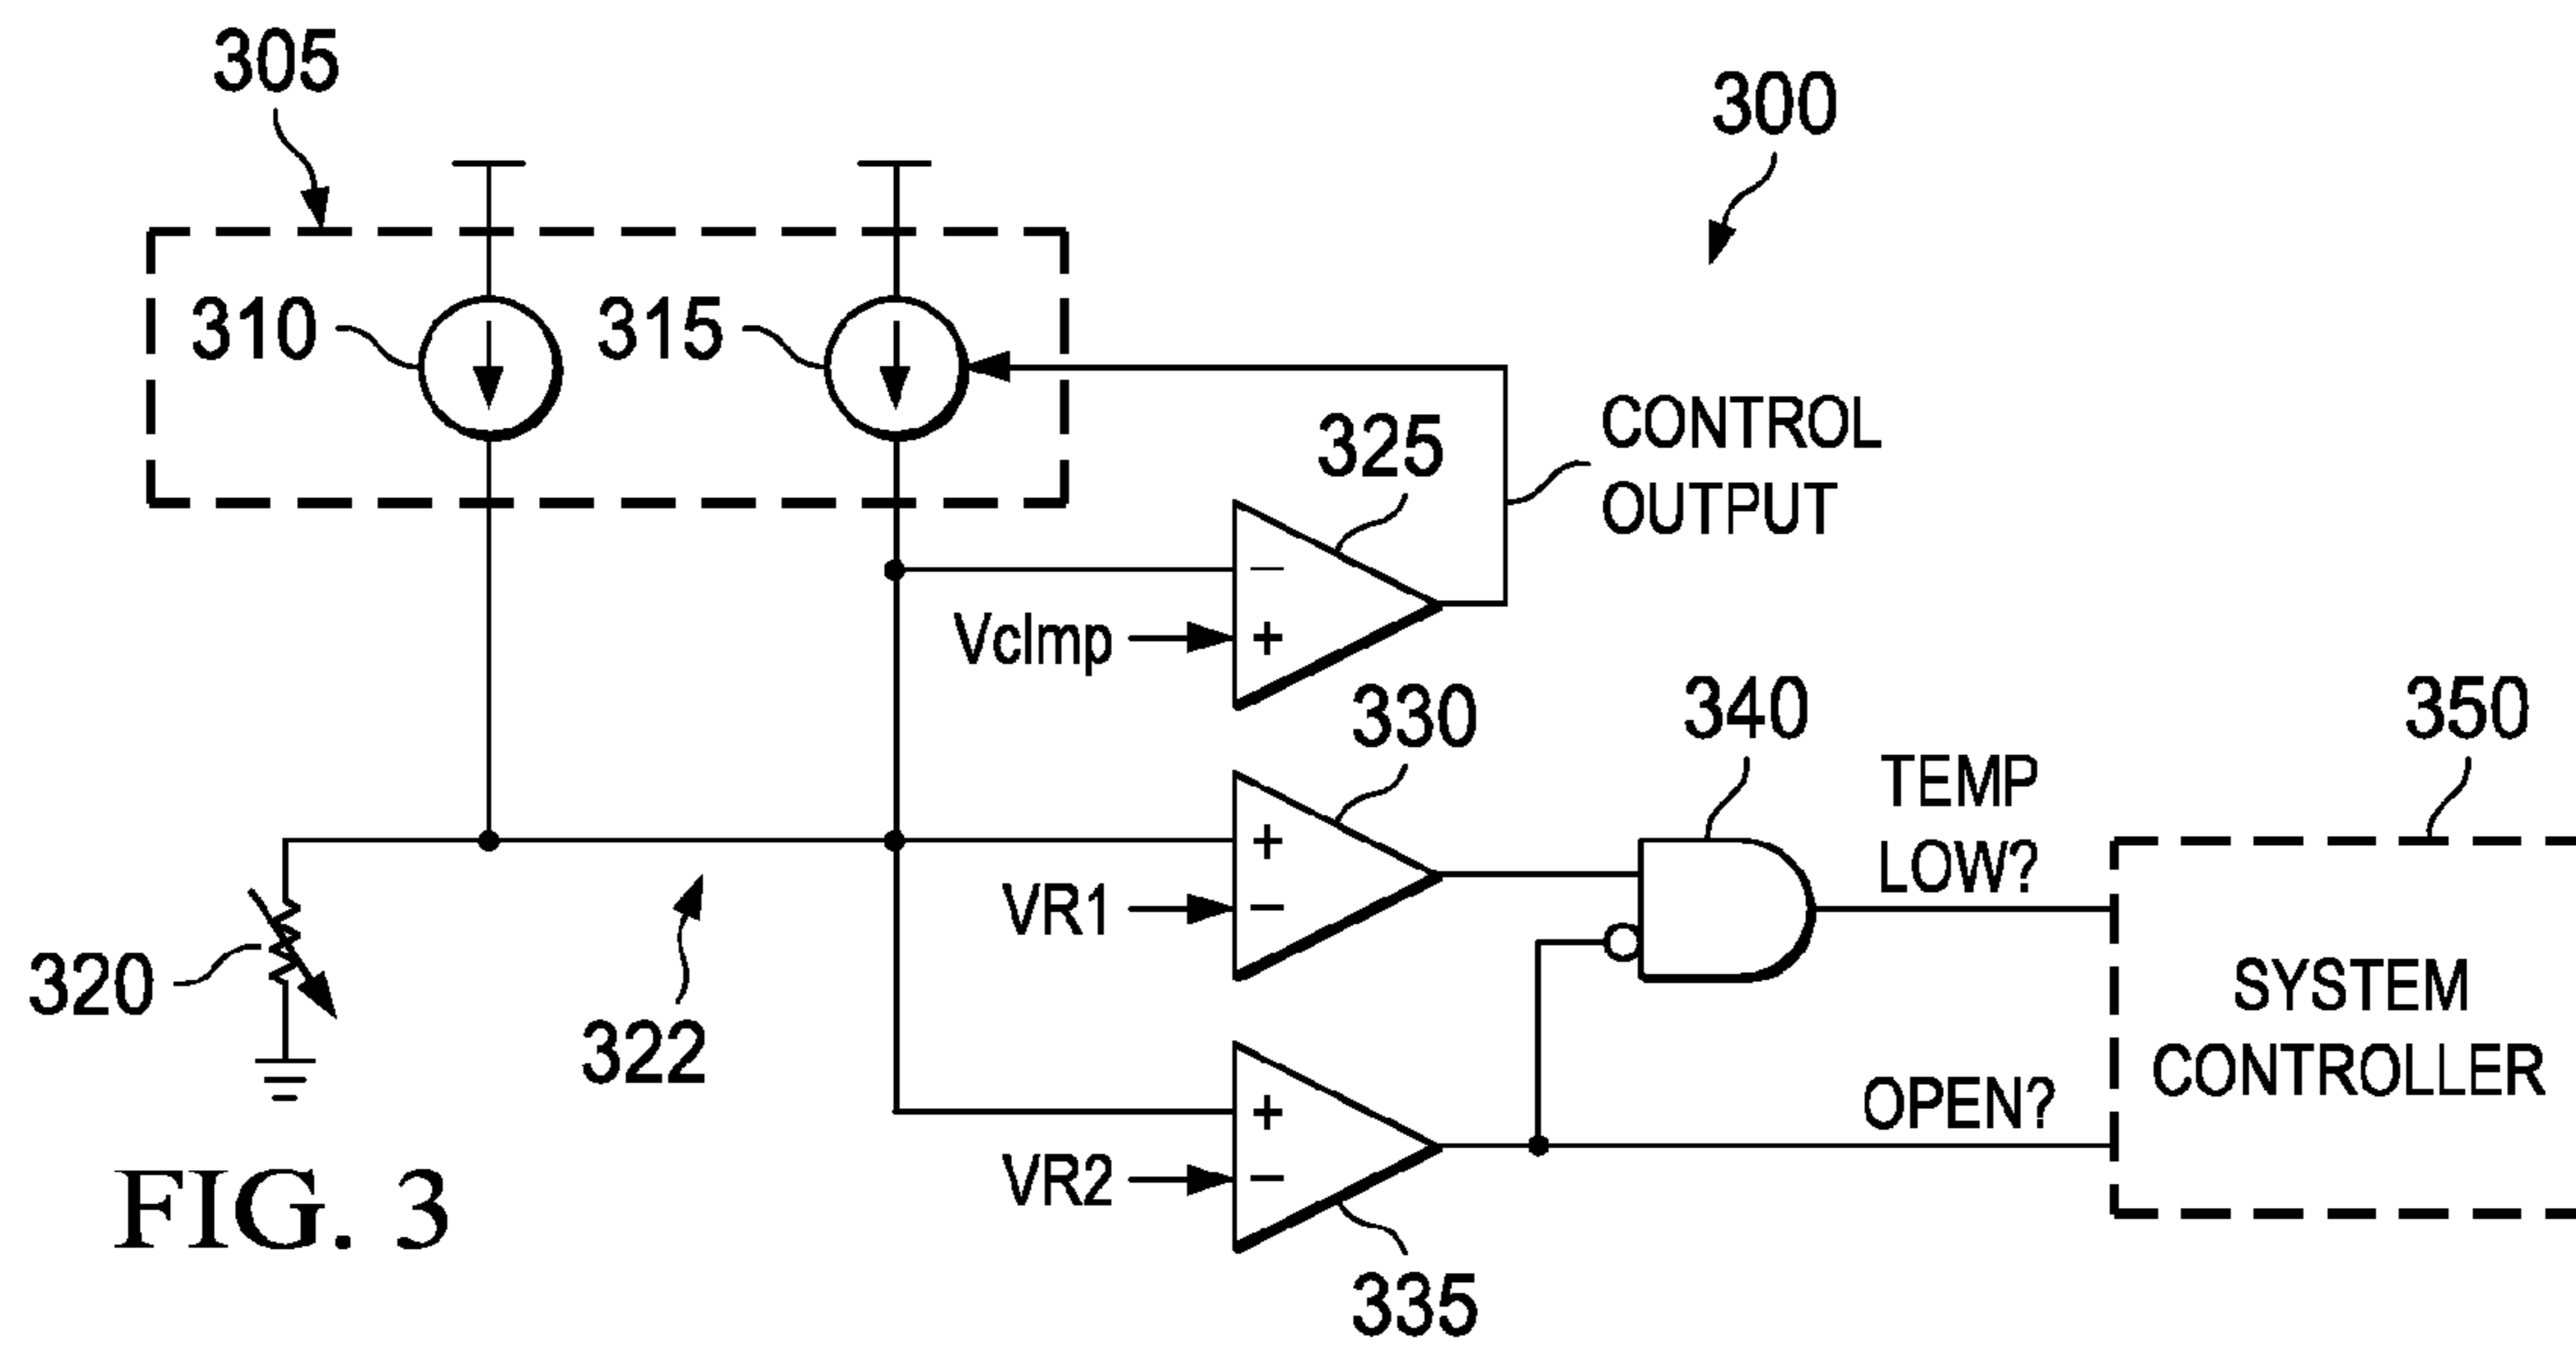 305
300
310
315
325
CONTROL
OUTPUT
−
Vclmp
+
330
340
350
TEMP
LOW?
+
VR1
−
320
322
SYSTEM
CONTROLLER
OPEN?
+
VR2
−
335
FIG. 3